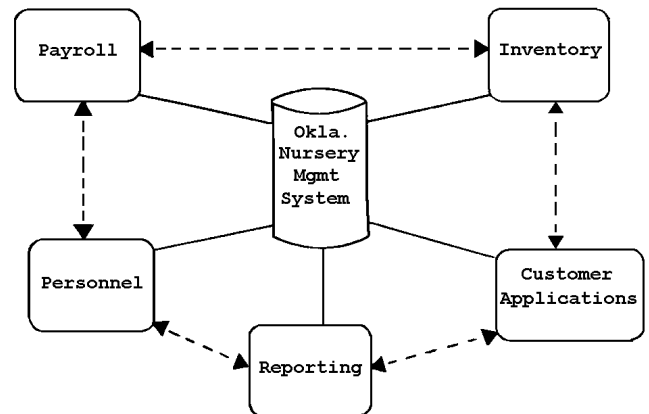 Payroll
Inventory
Okla.
Nursery
Mgmt
System
Personnel
Customer
Applications
Reporting